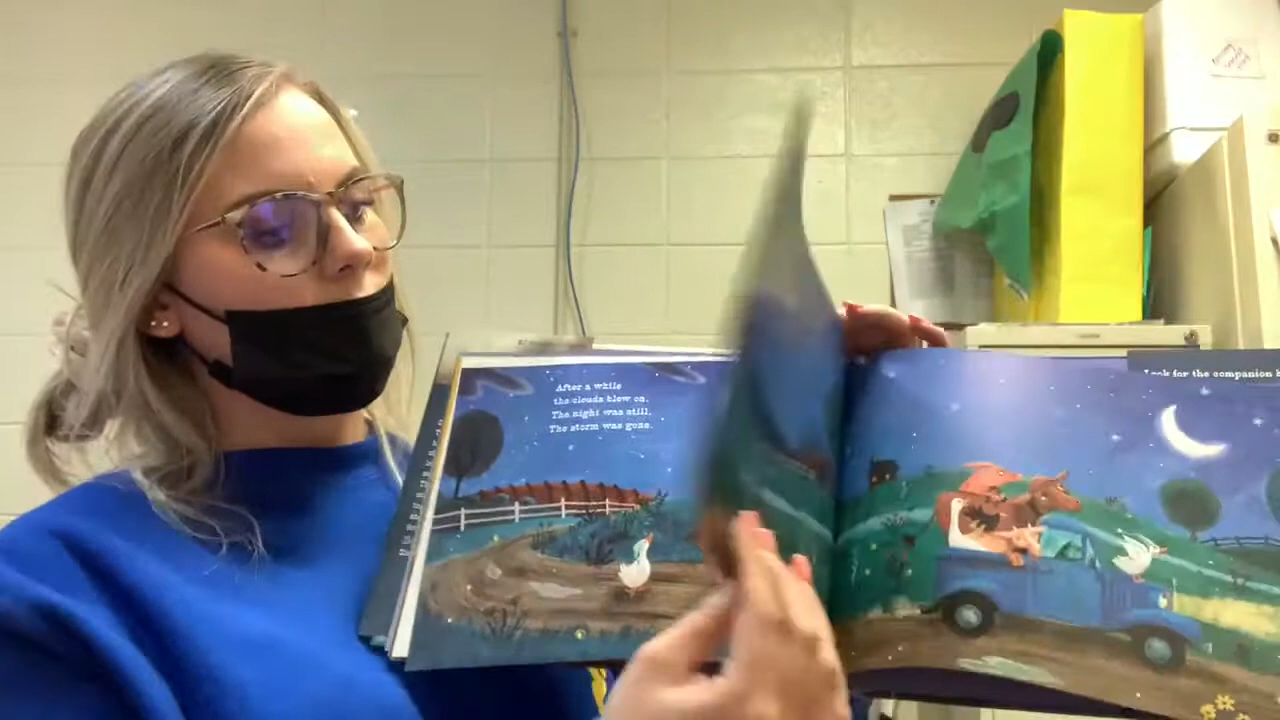 After a while
the clouds blew on.
The night was still.
The storm was gone.
Look for the companion b